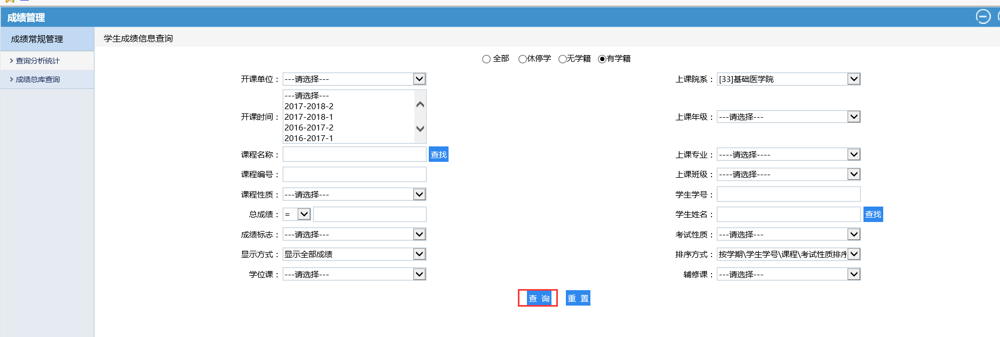 成绩管理
成绩常规管理
查询分析统计
成绩总库查询
学生成绩信息查询
全部 休停学 无学籍 有学籍
开课单位： ---请选择--- 上课院系： [33]基础医学院
开课时间： ---请选择---
2017-2018-2
2017-2018-1
2016-2017-2
2016-2017-1
上课年级： ---请选择---
课程名称： 查找 上课专业： ----请选择----
课程编号： 上课班级： ----请选择----
课程性质： ---请选择--- 学生学号：
总成绩： = 学生姓名： 查找
成绩标志： ---请选择--- 考试性质： ---请选择---
显示方式： 显示全部成绩 排序方式： 按学期\学生学号\课程\考试性质排序
学位课： ---请选择--- 辅修课： ---请选择---
查 询 重 置